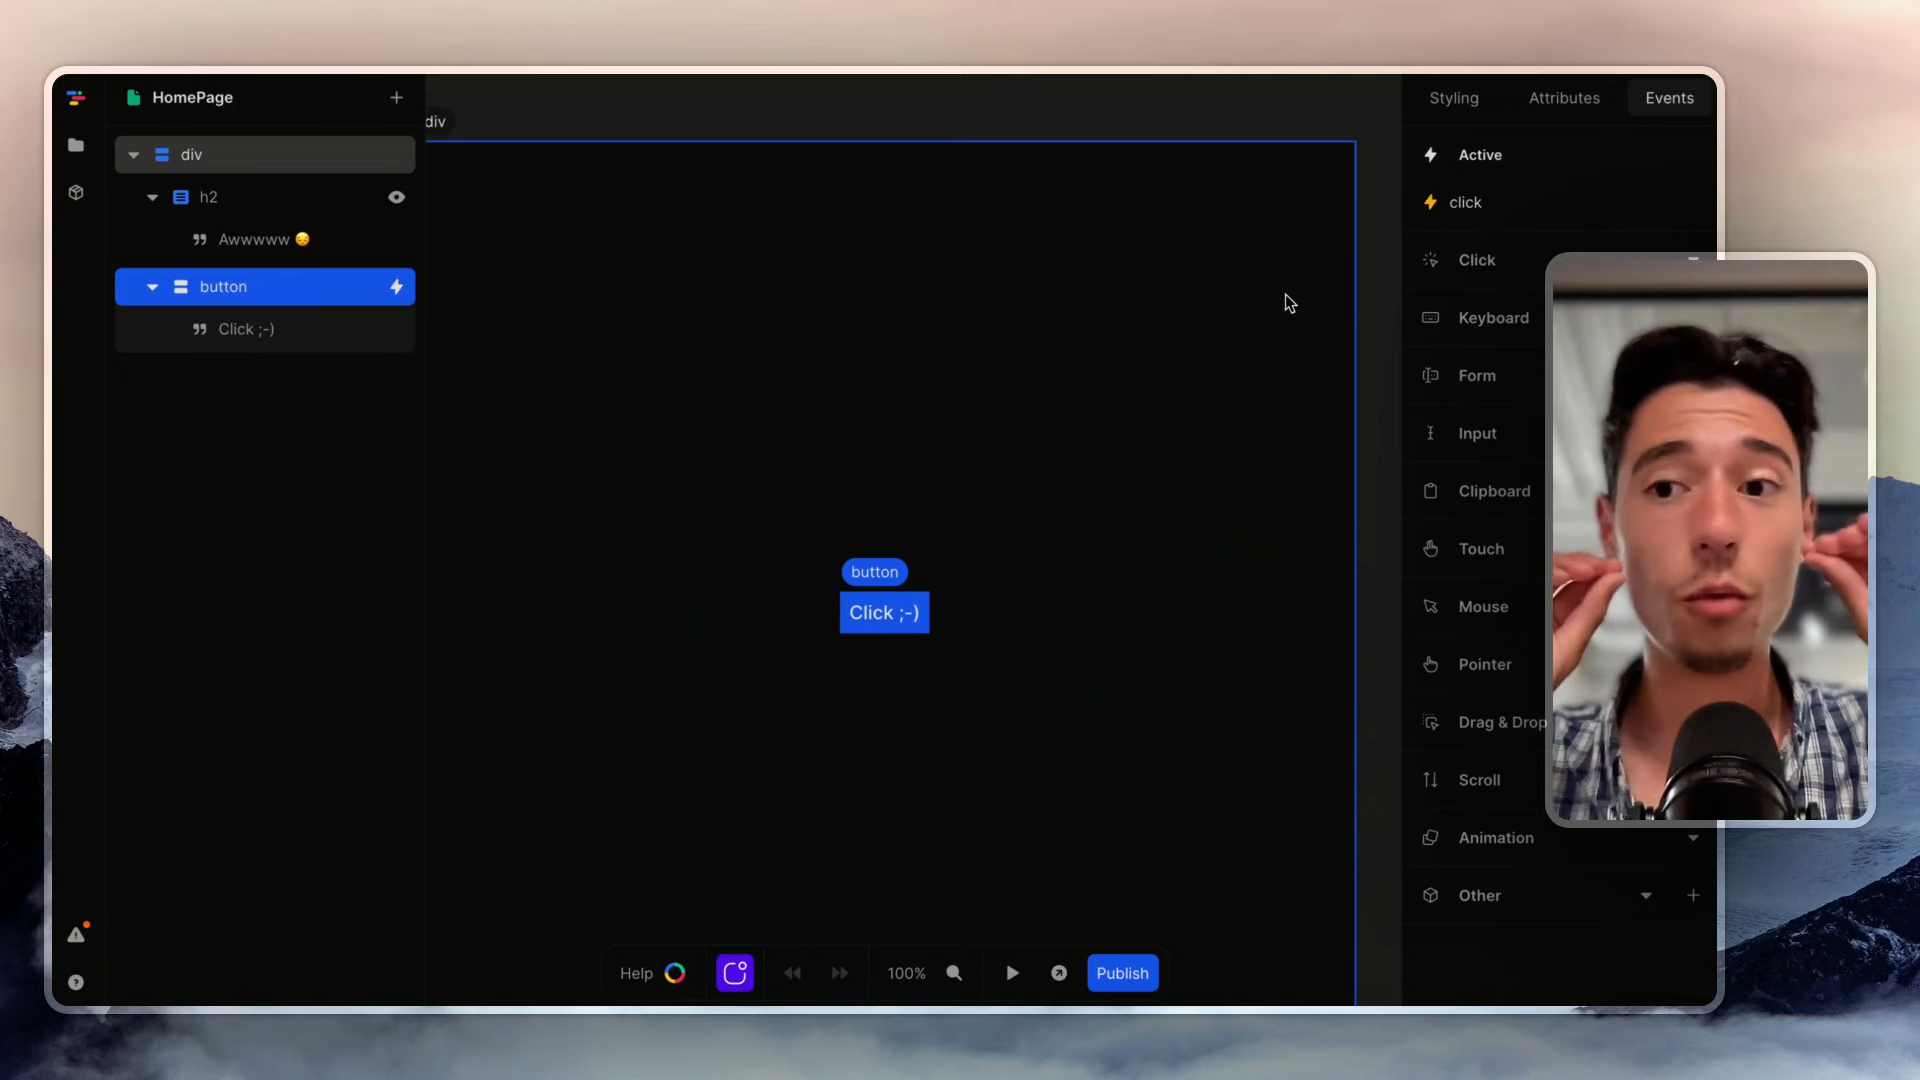 HomePage
div
h2
Awwwww 😔
button
Click ;-)
div
button
Click ;-)
Help
100%
Publish
Styling
Attributes
Events
Active
click
Click
Keyboard
Form
Input
Clipboard
Touch
Mouse
Pointer
Drag & Drop
Scroll
Animation
Other